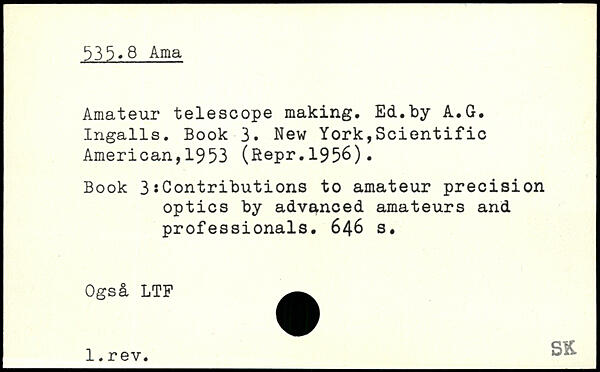 535.8 Ama
Amateur telescope making. Ed.by A.G.
Ingalls. Book 3. New York,Scientific
American,1953 (Repr.1956).
Book 3:Contributions to amateur precision
optics by advanced amateurs and
professionals. 646 s.
Også LTF
1.rev.
SK